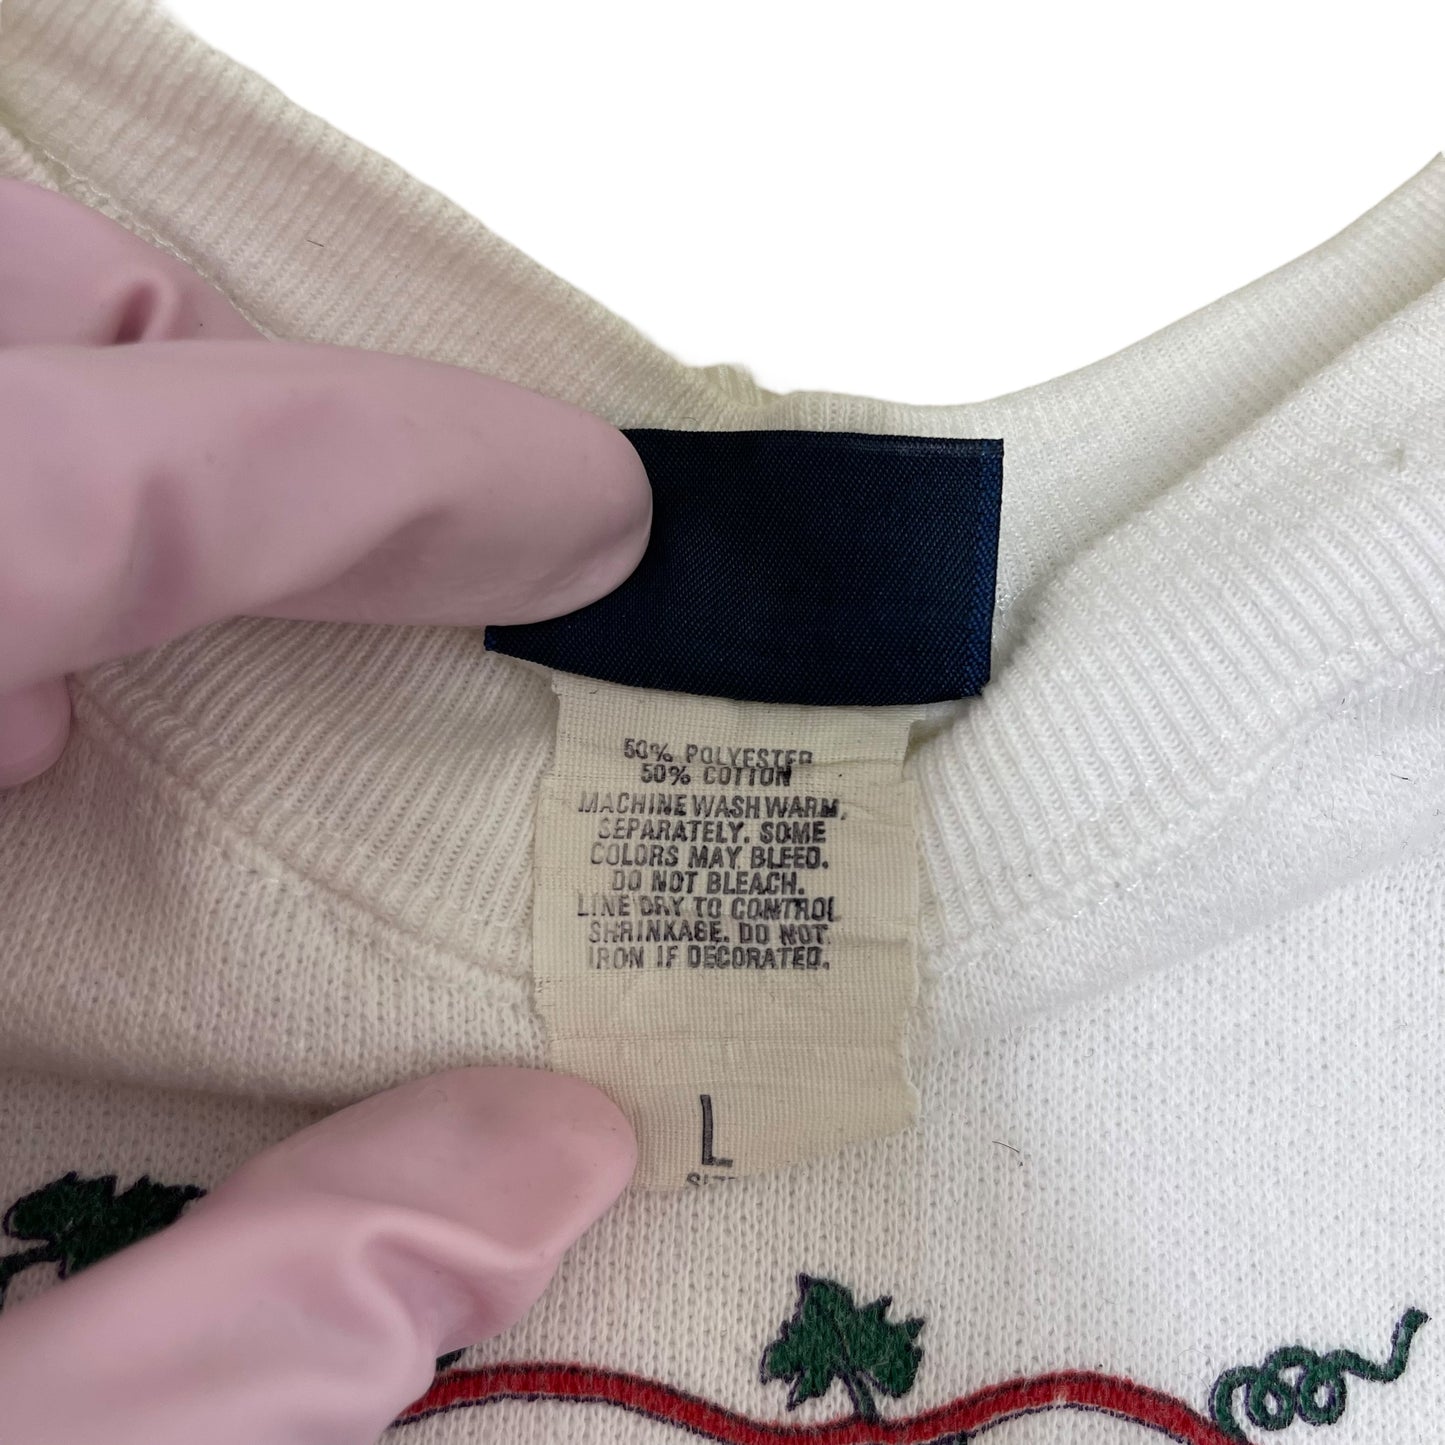 50% POLYESTER
50% COTTON
MACHINE WASH WARM,
SEPARATELY. SOME
COLORS MAY BLEED.
DO NOT BLEACH.
LINE DRY TO CONTROL
SHRINKAGE. DO NOT
IRON IF DECORATED.
L
SIZE